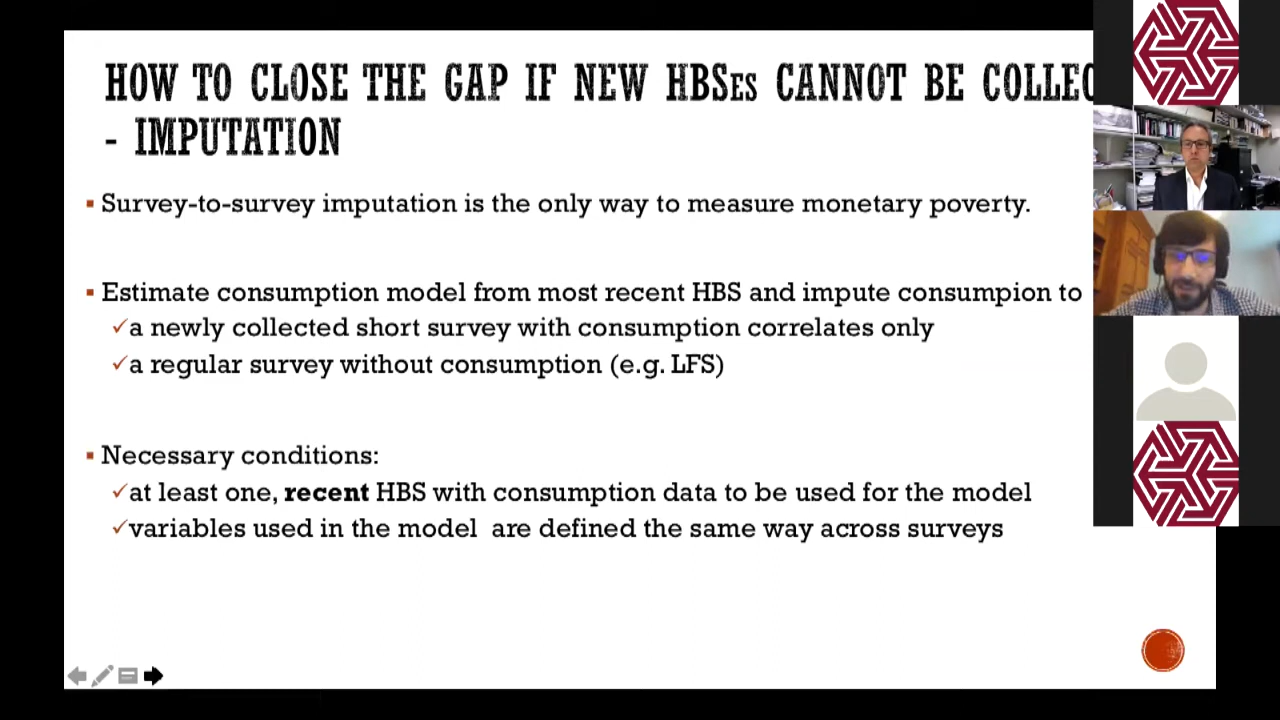 HOW TO CLOSE THE GAP IF NEW HBSES CANNOT BE COLLEC
- IMPUTATION
▪ Survey-to-survey imputation is the only way to measure monetary poverty.
▪ Estimate consumption model from most recent HBS and impute consumpion to
✓a newly collected short survey with consumption correlates only
✓a regular survey without consumption (e.g. LFS)
▪ Necessary conditions:
✓at least one, recent HBS with consumption data to be used for the model
✓variables used in the model are defined the same way across surveys